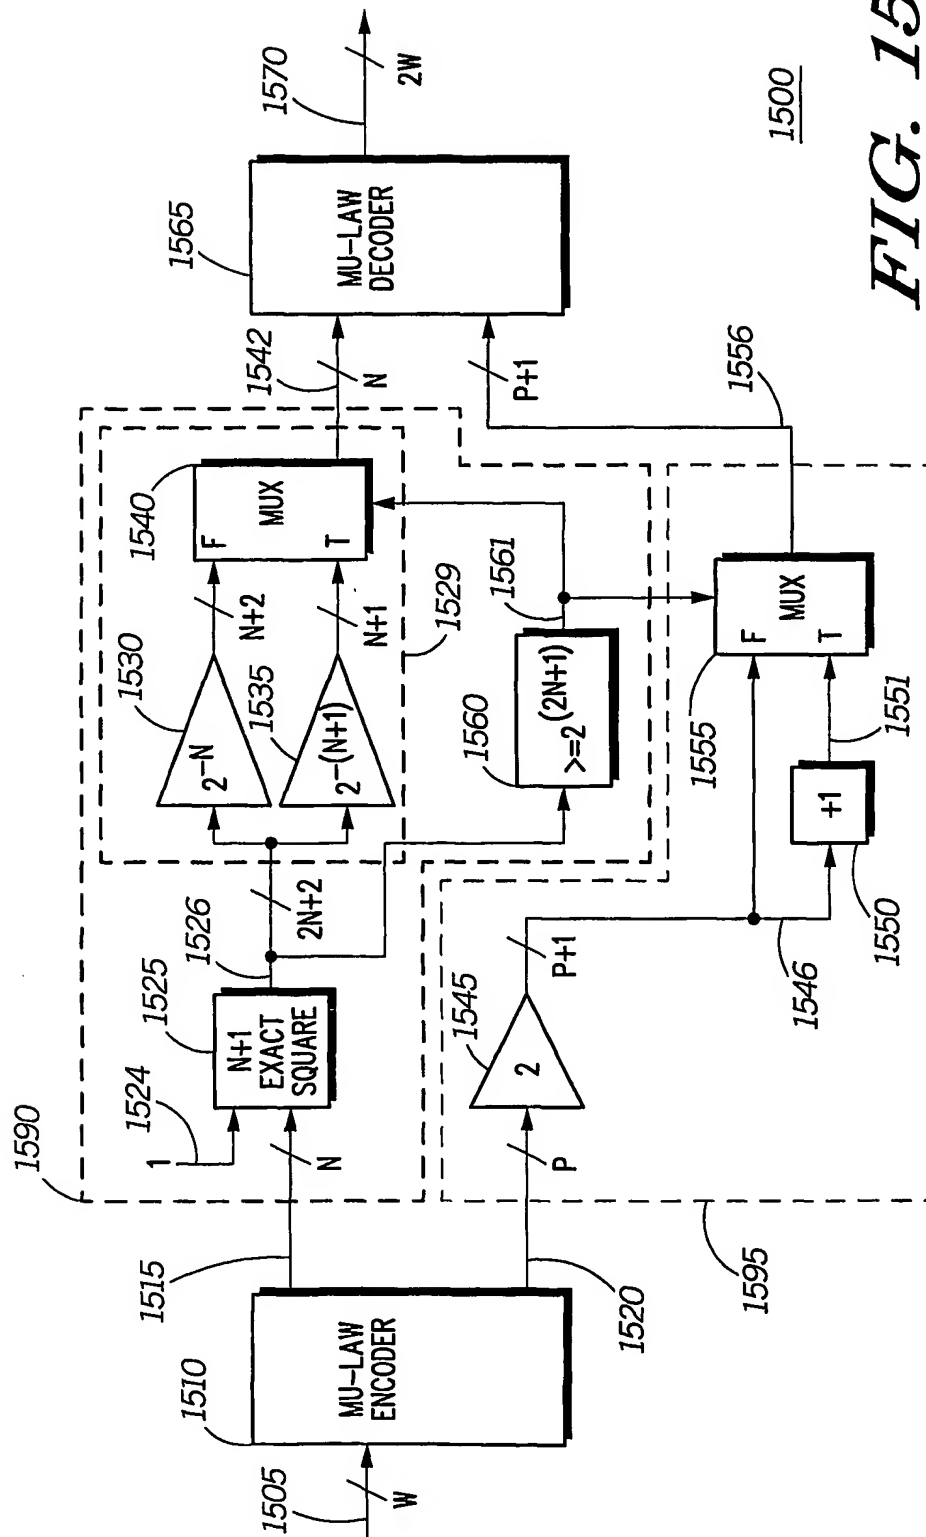 1505
W
1510
MU-LAW
ENCODER
1515
1520
1590
1524
1
N
N+1
EXACT
SQUARE
1525
1526
2N+2
1530
2^-N
1535
2^-(N+1)
N+2
N+1
1529
1540
F
MUX
T
1542
N
1560
>=2^(2N+1)
1561
1595
P
1545
2
P+1
1546
1550
+1
1551
1555
F
MUX
T
1556
P+1
1565
MU-LAW
DECODER
1570
2W
1500
FIG. 15